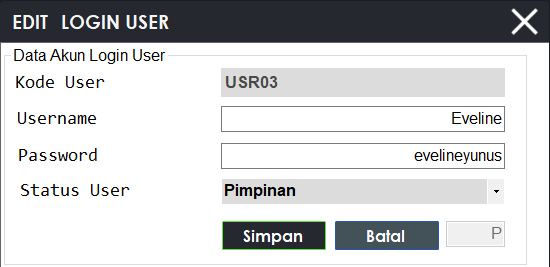 EDIT LOGIN USER
Data Akun Login User
Kode User USR03
Username Eveline
Password evelineyunus
Status User Pimpinan
Simpan Batal P